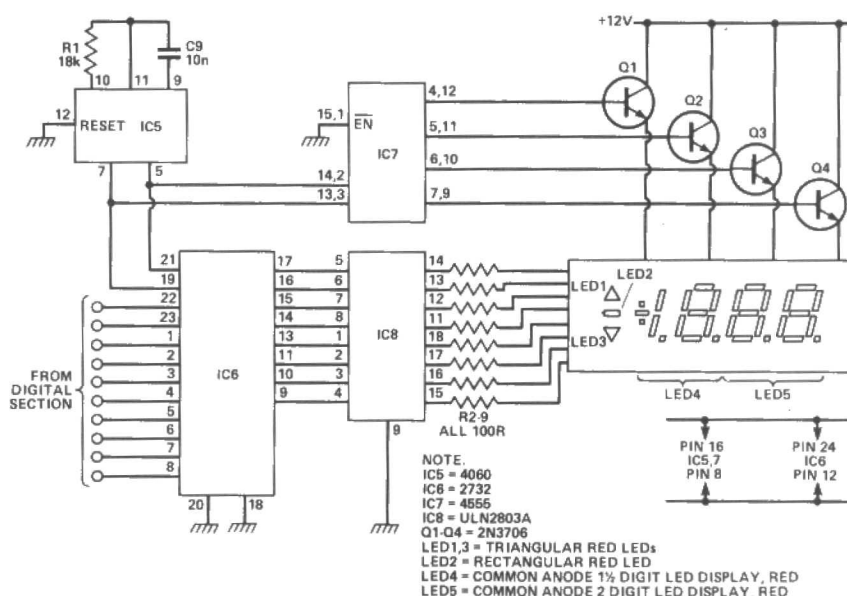 +12V
R1
18k
C9
10n
10
11
9
12
RESET
IC5
7
5
Q1
Q2
Q3
Q4
4,12
15,1
EN
5,11
IC7
6,10
14,2
13,3
7,9
21
19
22
23
1
2
3
4
5
6
7
8
17
16
15
14
13
11
10
9
IC6
20
18
FROM
DIGITAL
SECTION
5
6
7
8
1
2
3
4
IC8
9
14
13
12
11
18
17
16
15
R2-9
ALL 100R
LED1
LED2
LED3
LED4
LED5
PIN 16
IC5,7
PIN 8
PIN 24
IC6
PIN 12
NOTE.
IC5 = 4060
IC6 = 2732
IC7 = 4555
IC8 = ULN2803A
Q1-Q4 = 2N3706
LED1,3 = TRIANGULAR RED LEDs
LED2 = RECTANGULAR RED LED
LED4 = COMMON ANODE 1½ DIGIT LED DISPLAY, RED
LED5 = COMMON ANODE 2 DIGIT LED DISPLAY, RED